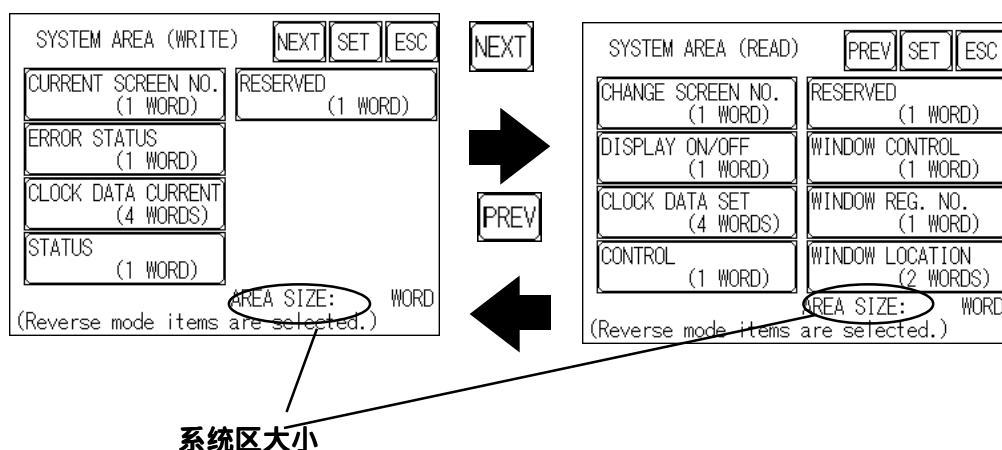 SYSTEM AREA (WRITE) NEXT SET ESC
CURRENT SCREEN NO. RESERVED
(1 WORD) (1 WORD)
ERROR STATUS
(1 WORD)
CLOCK DATA CURRENT
(4 WORDS)
STATUS
(1 WORD)
AREA SIZE: WORD
(Reverse mode items are selected.)
NEXT
PREV
SYSTEM AREA (READ) PREV SET ESC
CHANGE SCREEN NO. RESERVED
(1 WORD) (1 WORD)
DISPLAY ON/OFF WINDOW CONTROL
(1 WORD) (1 WORD)
CLOCK DATA SET WINDOW REG. NO.
(4 WORDS) (1 WORD)
CONTROL WINDOW LOCATION
(1 WORD) (2 WORDS)
AREA SIZE: WORD
(Reverse mode items are selected.)
系统区大小